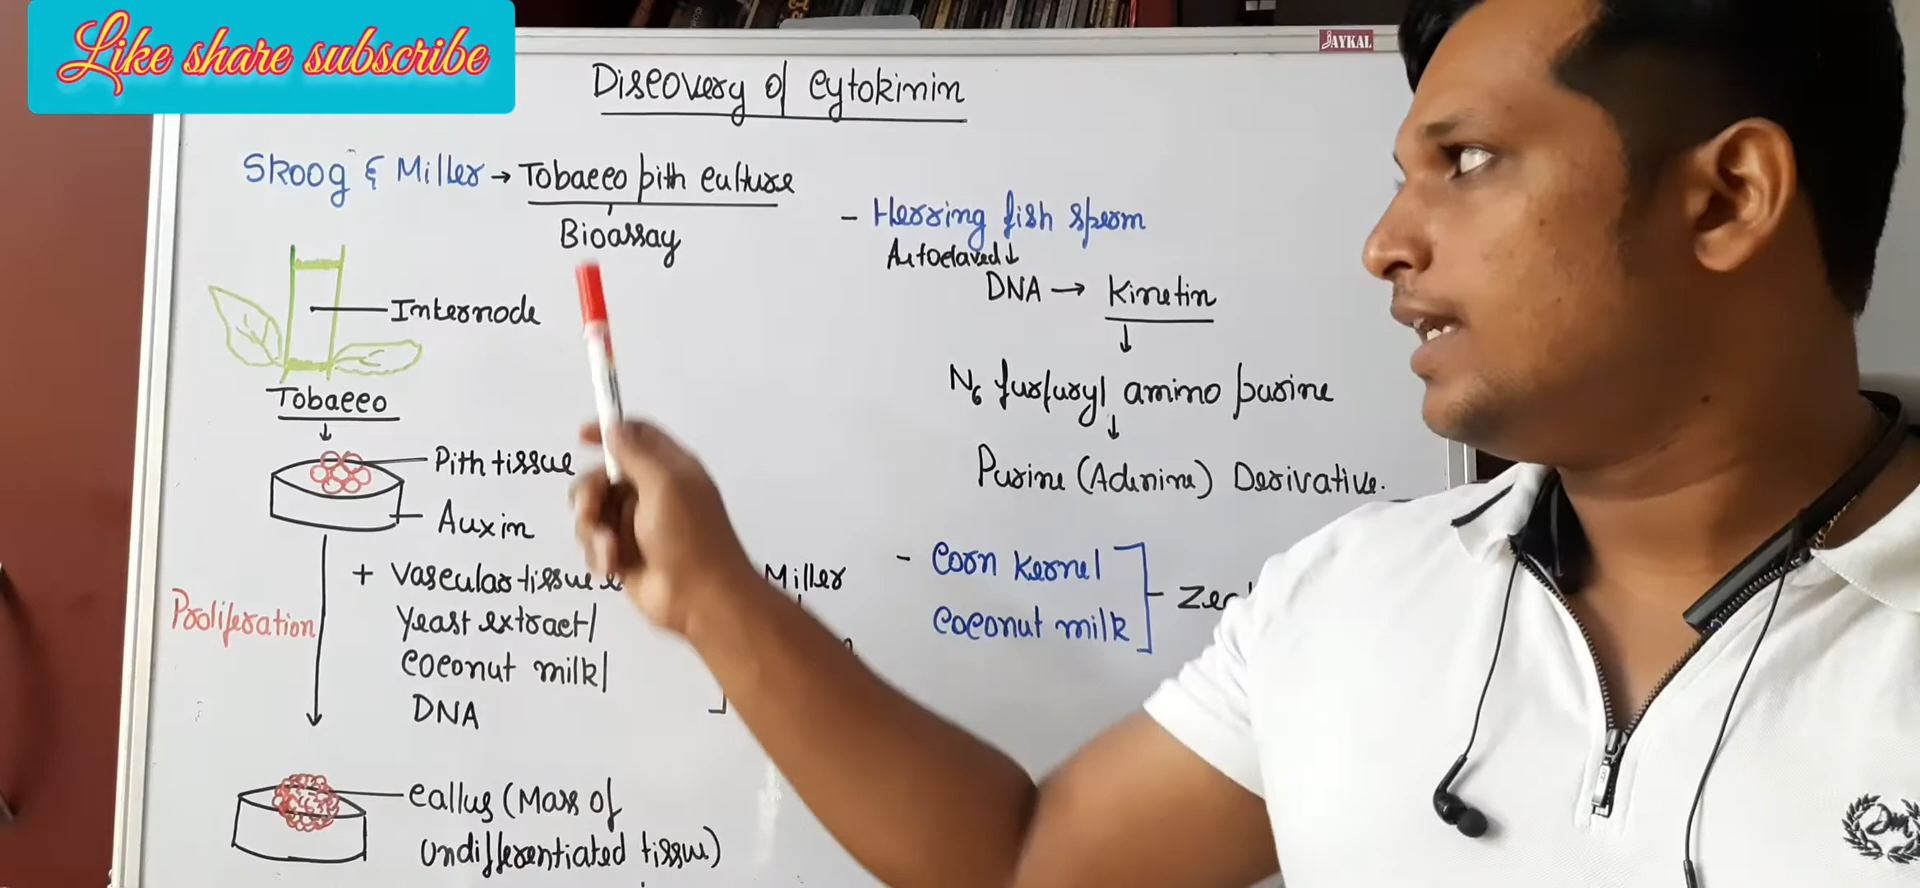 Like share subscribe
JAYKAL
Discovery of Cytokinin
Skoog & Miller → Tobacco pith culture
Bioassay
Internode
Tobacco
Pith tissue
Auxin
+ Vascular tissue
Yeast extract/
Coconut milk/
DNA
Proliferation
Miller
Callus (Mass of
undifferentiated tissue)
- Herring fish sperm
Autoclaved ↓
DNA → Kinetin
N6 furfuryl amino purine
Purine (Adenine) Derivative.
- Corn kernel
Coconut milk